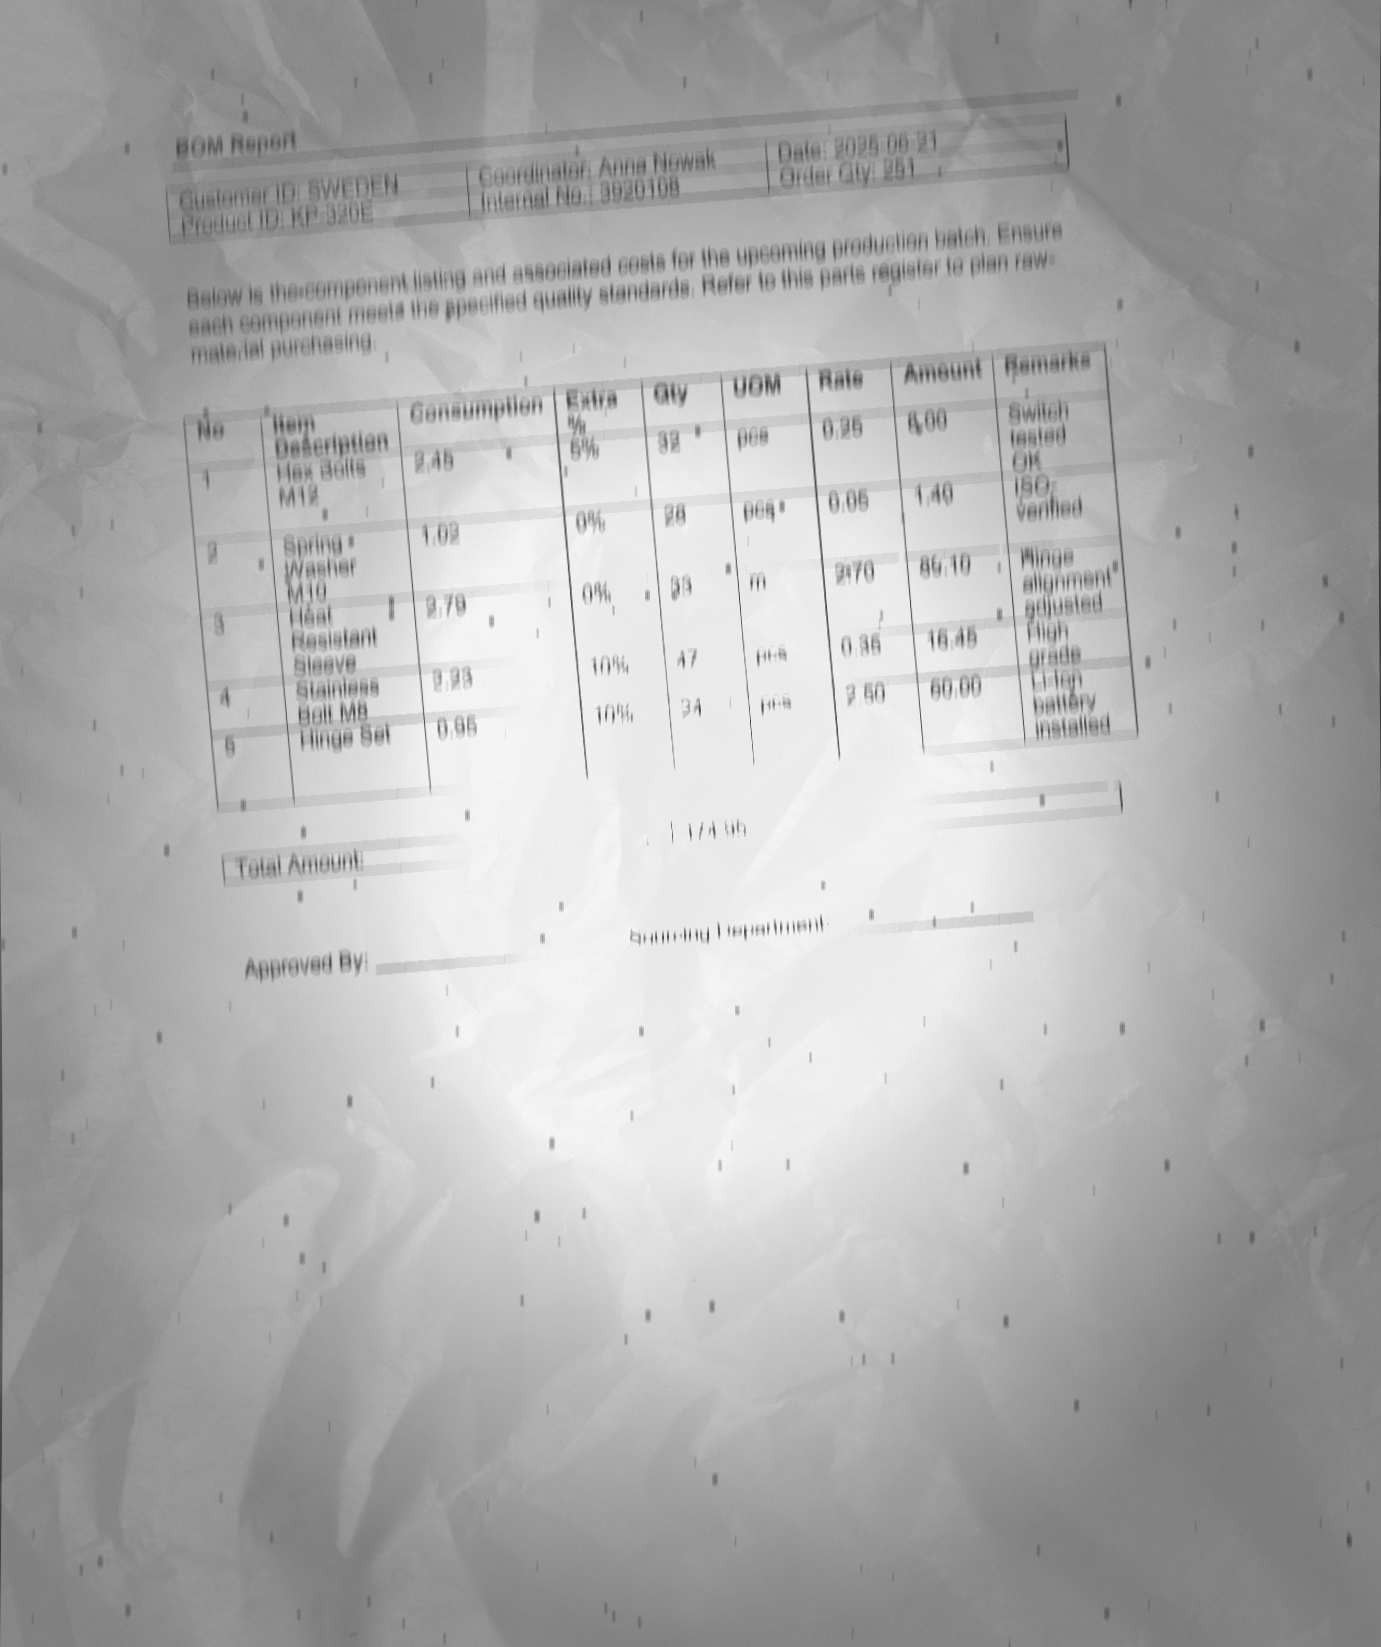 BOM Report
Customer ID: SWEDEN
Product ID: KP-320E
Coordinator: Anna Nowak
Internal No.: 3920108
Date: 2025-06-21
Order Qty: 251
Below is the component listing and associated costs for the upcoming production batch. Ensure
each component meets the specified quality standards. Refer to this parts register to plan raw-
material purchasing.
No Item Description Consumption Extra % Qty UOM Rate Amount Remarks
1 Hex Bolts M12 2.45 5% 32 pcs 0.25 8.00 Switch tested OK
2 Spring Washer M10 1.02 0% 28 pcs 0.05 1.40 ISO-verified
3 Heat Resistant Sleeve 2.79 0% 33 m 2.70 89.10 Hinge alignment adjusted
4 Stainless Bolt M8 10% 47 pcs 0.35 16.45 High grade
5 Hinge Set 0.95 10% 24 pcs 2.50 60.00 Li-Ion battery installed
Total Amount: 174.95
Approved By: Sourcing Department: